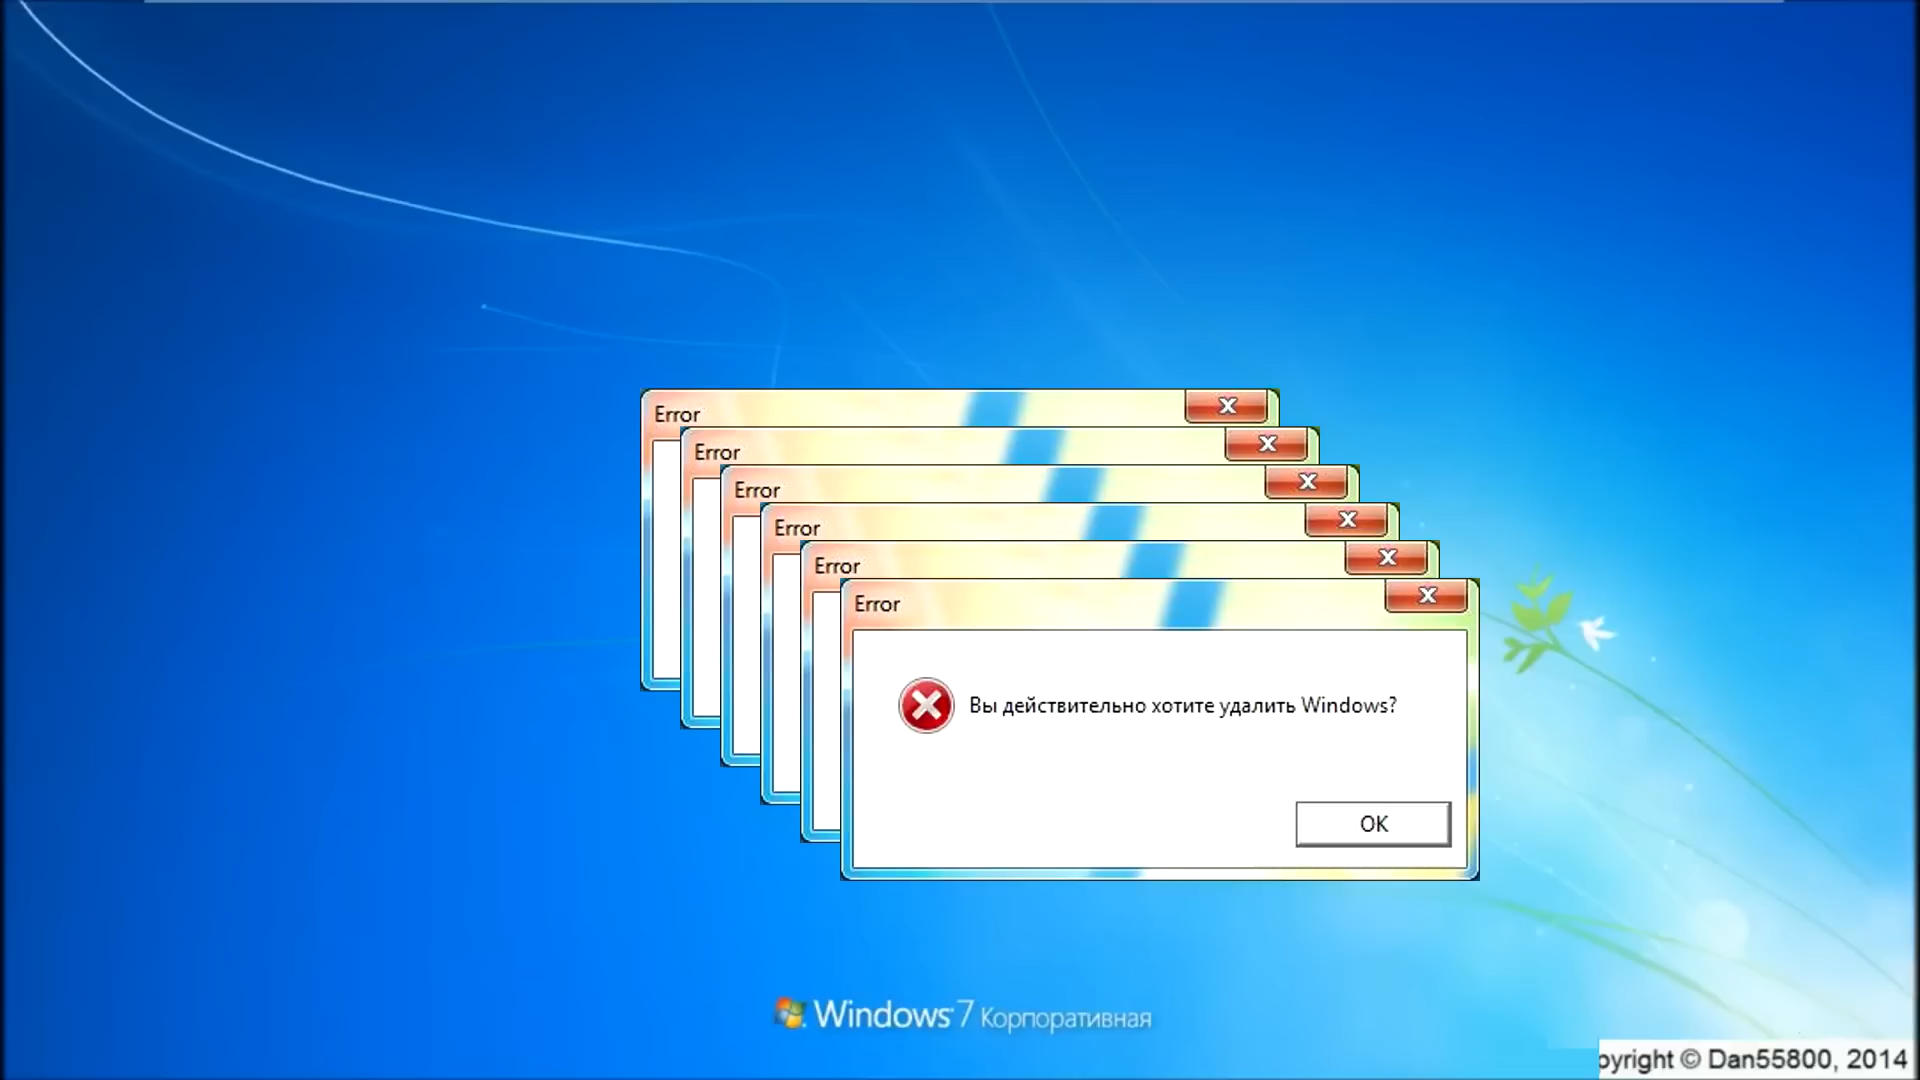 Error
Error
Error
Error
Error
Error
Вы действительно хотите удалить Windows?
OK
Windows 7 Корпоративная
pyright © Dan55800, 2014